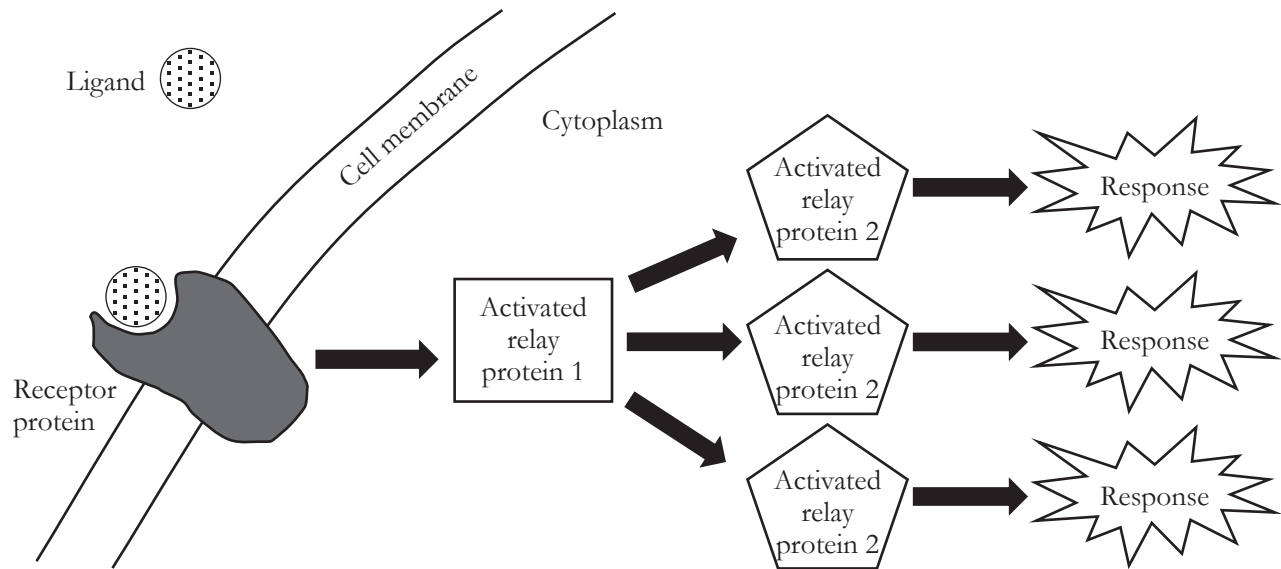 Ligand
Cell membrane
Cytoplasm
Receptor
protein
Activated
relay
protein 1
Activated
relay
protein 2
Response
Activated
relay
protein 2
Response
Activated
relay
protein 2
Response